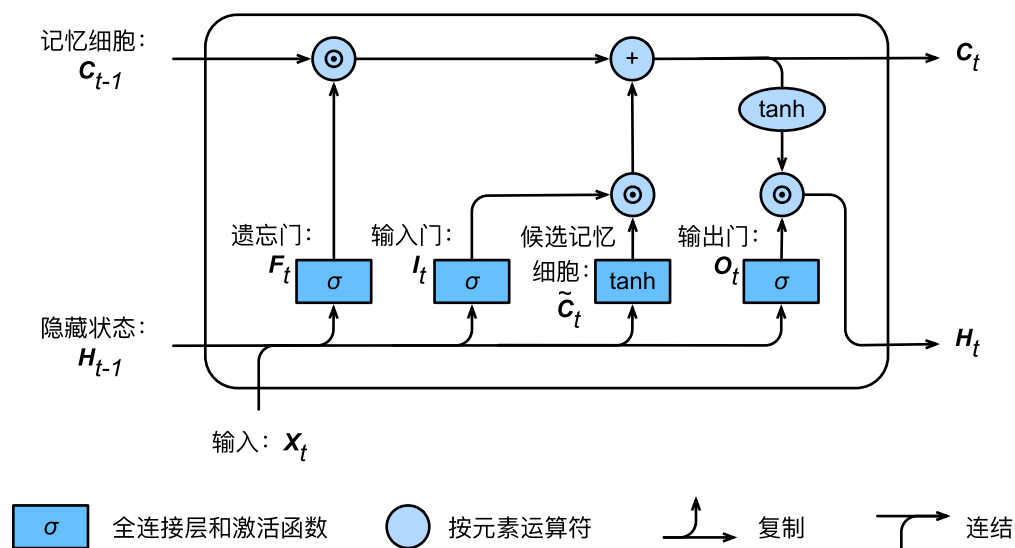 记忆细胞：
C_{t-1}
⊙
+
C_t
tanh
⊙
⊙
遗忘门：
F_t
σ
输入门：
I_t
σ
候选记忆
细胞：
C̃_t
tanh
输出门：
O_t
σ
隐藏状态：
H_{t-1}
H_t
输入：X_t
σ 全连接层和激活函数
按元素运算符
复制
连结